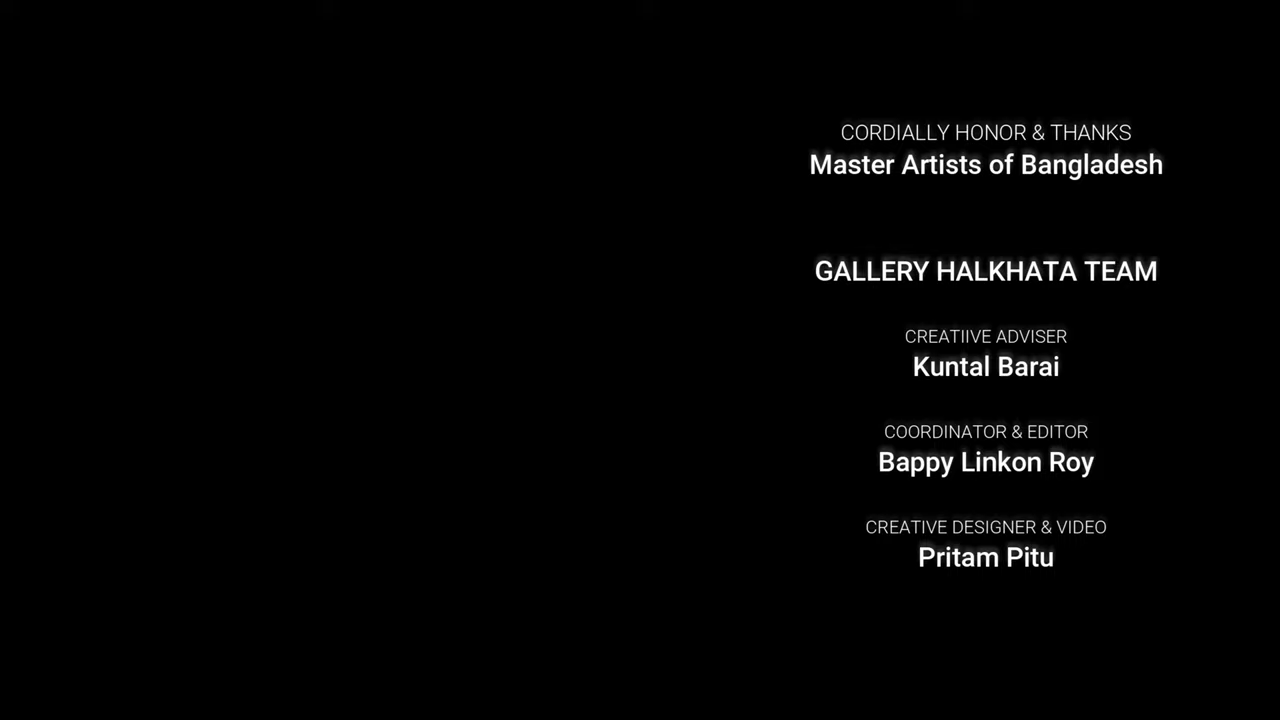 CORDIALLY HONOR & THANKS
Master Artists of Bangladesh
GALLERY HALKHATA TEAM
CREATIIVE ADVISER
Kuntal Barai
COORDINATOR & EDITOR
Bappy Linkon Roy
CREATIVE DESIGNER & VIDEO
Pritam Pitu